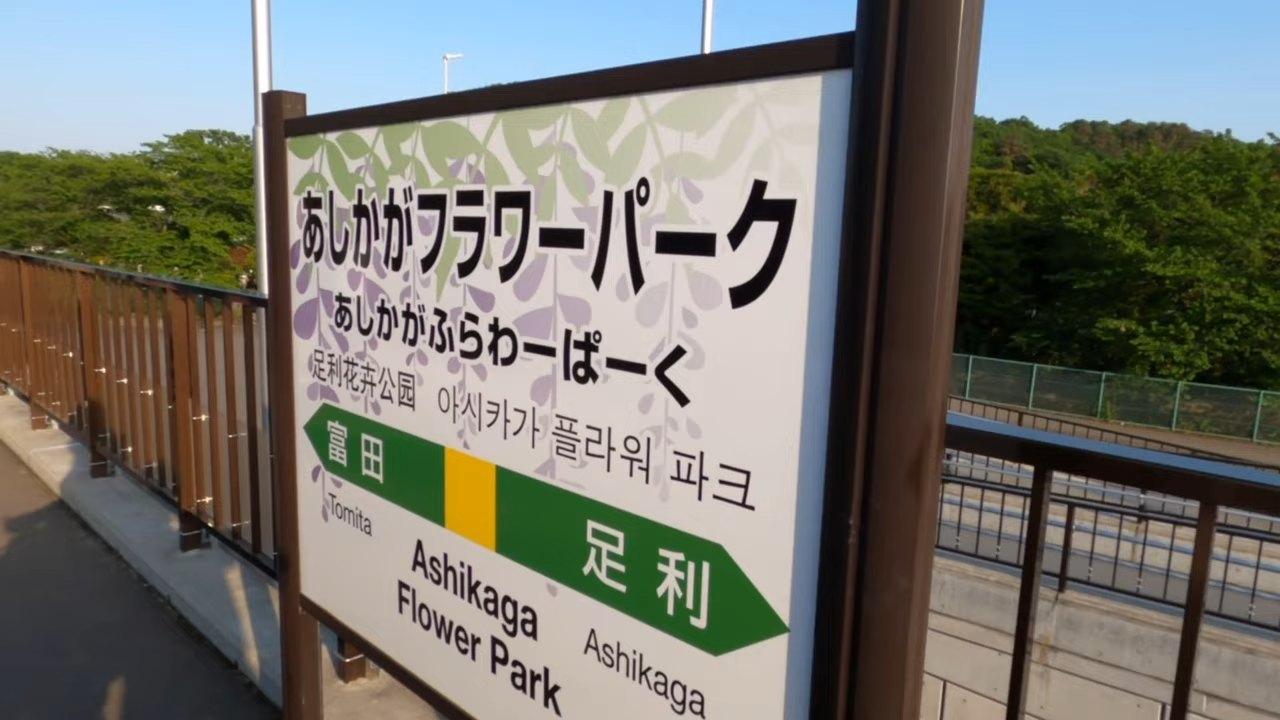 あしかがフラワーパーク
あしかがふらわーぱーく
足利花卉公园 아시카가 플라워 파크
富田 足利
Tomita Ashikaga
Ashikaga
Flower Park